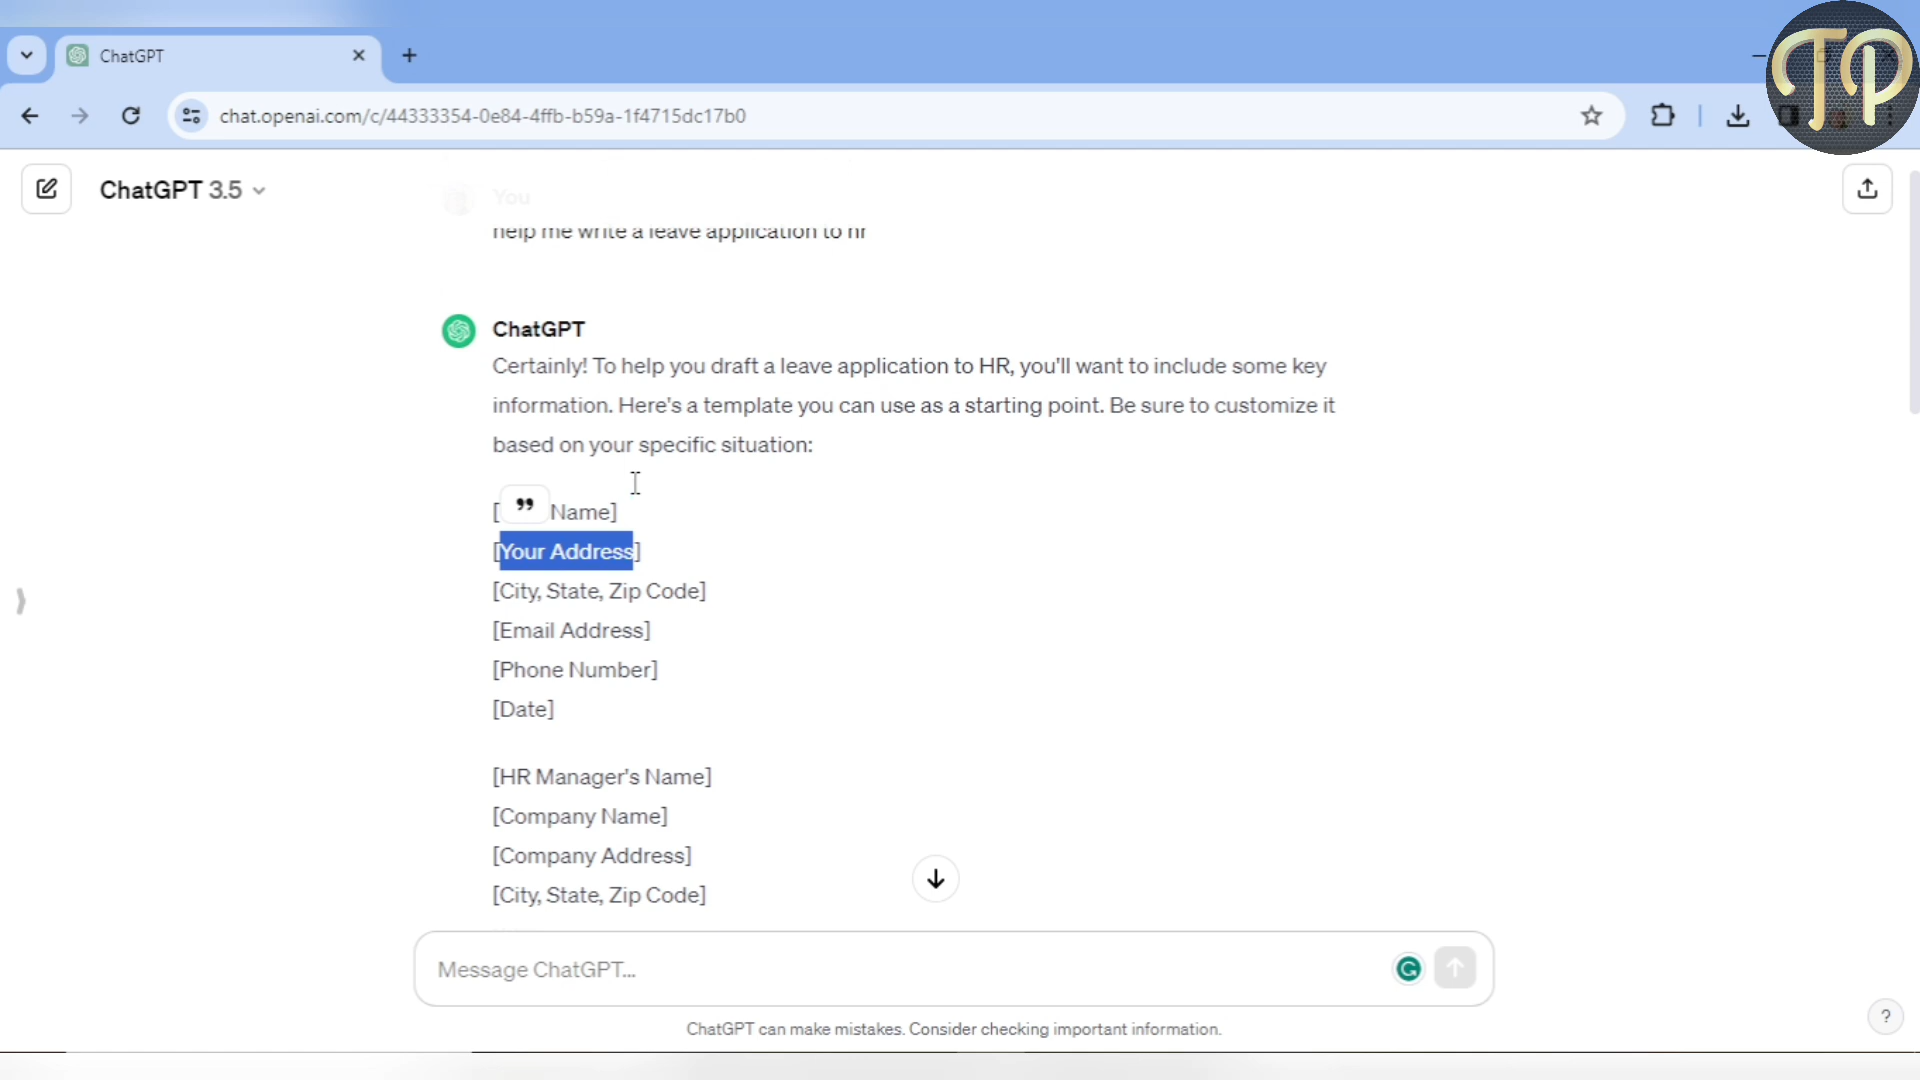 ChatGPT
chat.openai.com/c/44333354-0e84-4ffb-b59a-1f4715dc17b0
TP
ChatGPT 3.5
You
help me write a leave application to hr
ChatGPT
Certainly! To help you draft a leave application to HR, you'll want to include some key
information. Here's a template you can use as a starting point. Be sure to customize it
based on your specific situation:
[ ” Name]
[Your Address]
[City, State, Zip Code]
[Email Address]
[Phone Number]
[Date]
[HR Manager's Name]
[Company Name]
[Company Address]
[City, State, Zip Code]
Message ChatGPT...
ChatGPT can make mistakes. Consider checking important information.
?